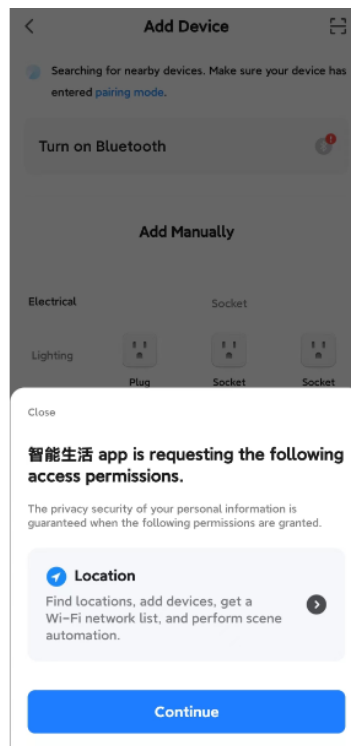 Add Device
Searching for nearby devices. Make sure your device has
entered pairing mode.
Turn on Bluetooth
Add Manually
Electrical
Socket
Lighting
Plug
Socket
Socket
Close
智能生活 app is requesting the following
access permissions.
The privacy security of your personal information is
guaranteed when the following permissions are granted.
Location
Find locations, add devices, get a
Wi-Fi network list, and perform scene
automation.
Continue